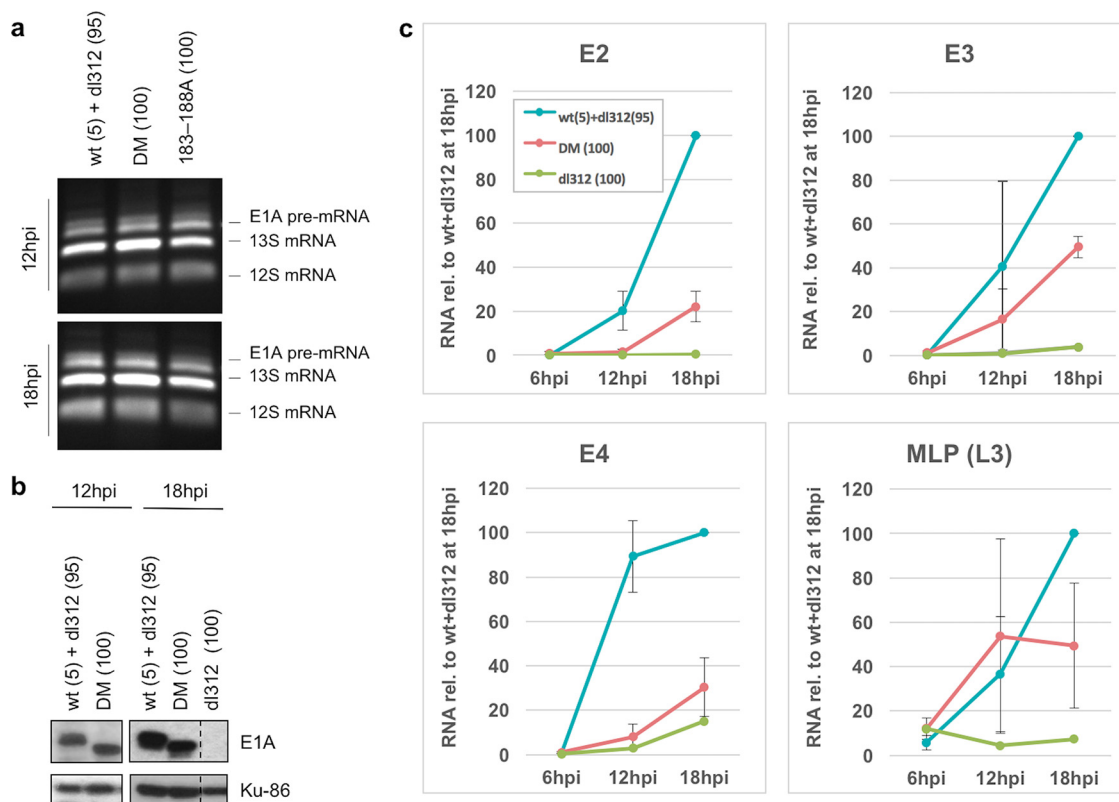 a
wt (5) + dl312 (95)
DM (100)
183–188A (100)
12hpi
E1A pre-mRNA
13S mRNA
12S mRNA
18hpi
E1A pre-mRNA
13S mRNA
12S mRNA
b
12hpi
18hpi
wt (5) + dl312 (95)
DM (100)
wt (5) + dl312 (95)
DM (100)
dl312 (100)
E1A
Ku-86
c
E2
RNA rel. to wt+dl312 at 18hpi
120
100
80
60
40
20
0
wt(5)+dl312(95)
DM (100)
dl312 (100)
6hpi 12hpi 18hpi
E3
RNA rel. to wt+dl312 at 18hpi
120
100
80
60
40
20
0
6hpi 12hpi 18hpi
E4
RNA rel. to wt+dl312 at 18hpi
120
100
80
60
40
20
0
6hpi 12hpi 18hpi
MLP (L3)
RNA rel. to wt+dl312 at 18hpi
120
100
80
60
40
20
0
6hpi 12hpi 18hpi